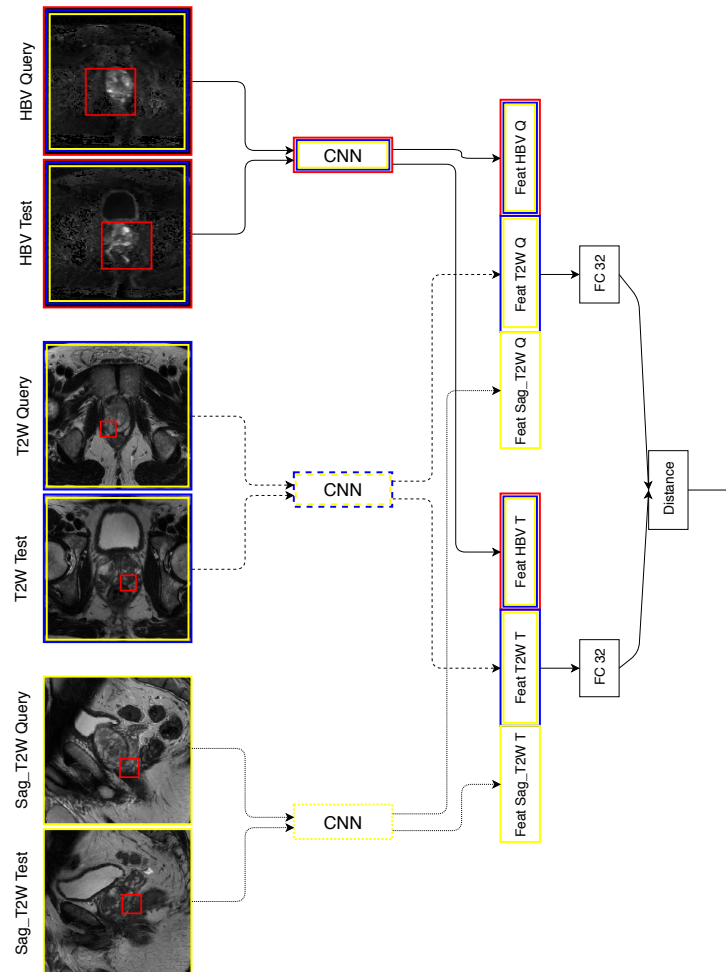 HBV Query
HBV Test
T2W Query
T2W Test
Sag_T2W Query
Sag_T2W Test
CNN
CNN
CNN
Feat HBV Q
Feat T2W Q
Feat Sag_T2W Q
Feat HBV T
Feat T2W T
Feat Sag_T2W T
FC 32
FC 32
Distance